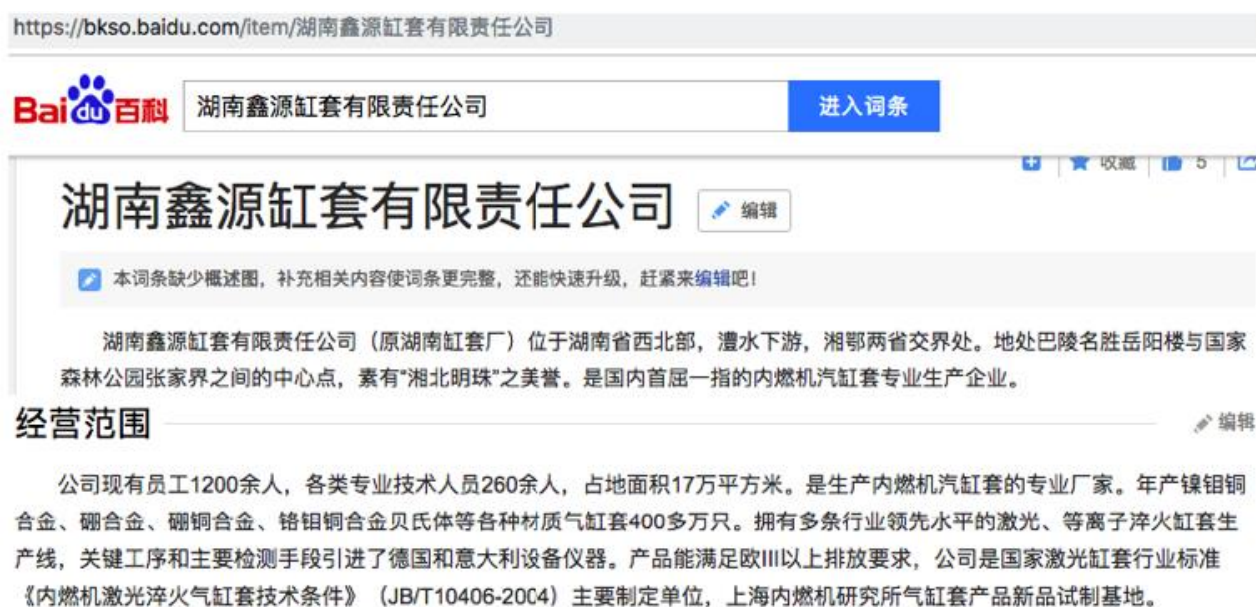 https://bkso.baidu.com/item/湖南鑫源缸套有限责任公司
Bai du 百科 湖南鑫源缸套有限责任公司 进入词条
收藏 5
湖南鑫源缸套有限责任公司 编辑
本词条缺少概述图，补充相关内容使词条更完整，还能快速升级，赶紧来编辑吧！
湖南鑫源缸套有限责任公司（原湖南缸套厂）位于湖南省西北部，澧水下游，湘鄂两省交界处。地处巴陵名胜岳阳楼与国家
森林公园张家界之间的中心点，素有“湘北明珠”之美誉。是国内首屈一指的内燃机汽缸套专业生产企业。
经营范围 编辑
公司现有员工1200余人，各类专业技术人员260余人，占地面积17万平方米。是生产内燃机汽缸套的专业厂家。年产镍钼铜
合金、硼合金、硼铜合金、铬钼铜合金贝氏体等各种材质气缸套400多万只。拥有多条行业领先水平的激光、等离子淬火缸套生
产线，关键工序和主要检测手段引进了德国和意大利设备仪器。产品能满足欧III以上排放要求，公司是国家激光缸套行业标准
《内燃机激光淬火气缸套技术条件》（JB/T10406-2004）主要制定单位，上海内燃机研究所气缸套产品新品试制基地。